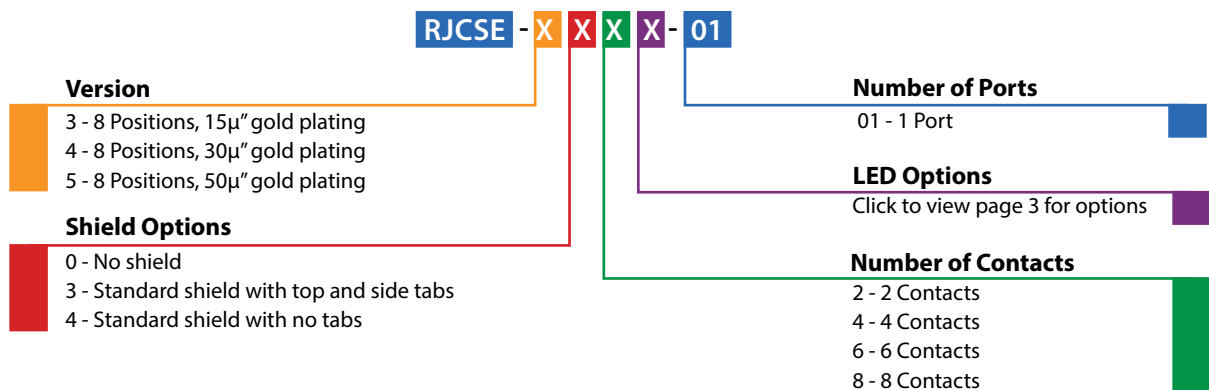 RJCSE - X X X X - 01
Version
3 - 8 Positions, 15µ” gold plating
4 - 8 Positions, 30µ” gold plating
5 - 8 Positions, 50µ” gold plating
Shield Options
0 - No shield
3 - Standard shield with top and side tabs
4 - Standard shield with no tabs
Number of Ports
01 - 1 Port
LED Options
Click to view page 3 for options
Number of Contacts
2 - 2 Contacts
4 - 4 Contacts
6 - 6 Contacts
8 - 8 Contacts